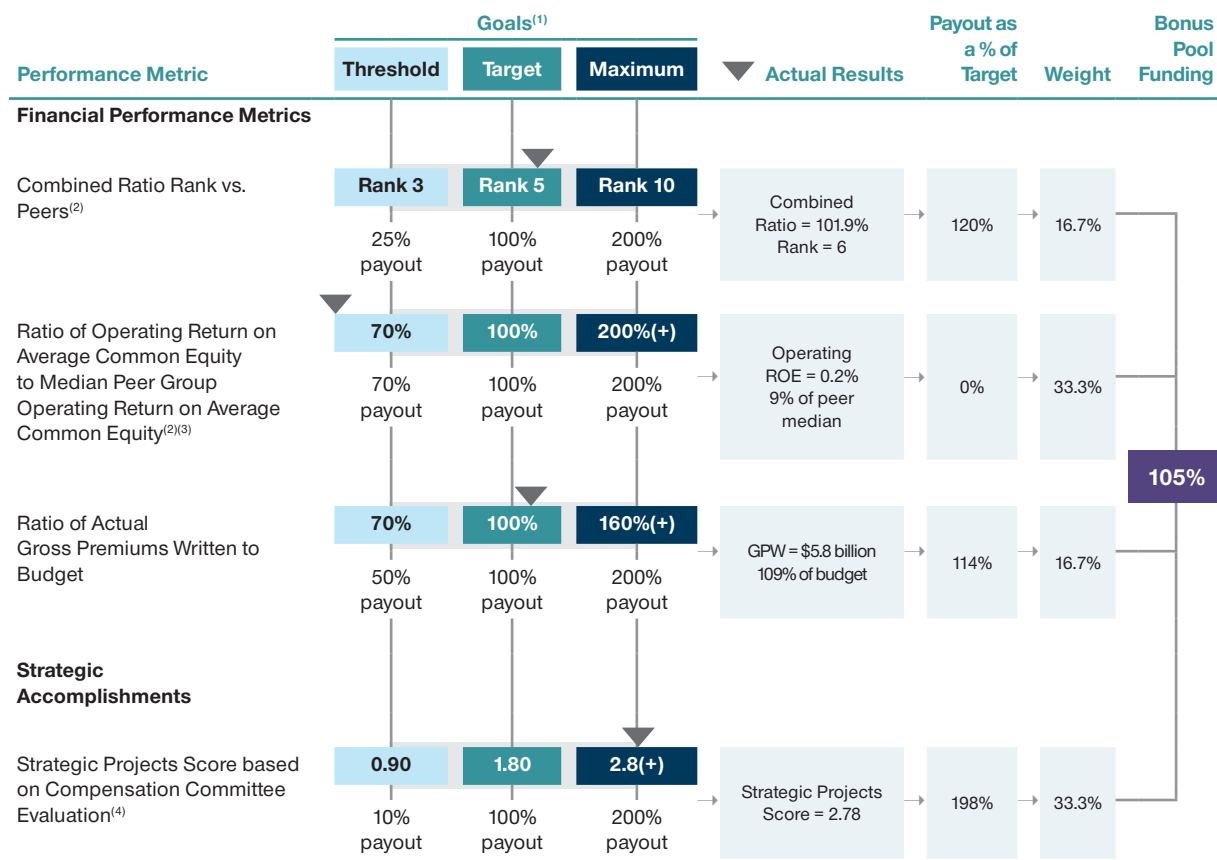 Goals(1)
Payout as
a % of
Target
Bonus
Pool
Funding
Performance Metric
Threshold
Target
Maximum
Actual Results
Weight
Financial Performance Metrics
Combined Ratio Rank vs.
Peers(2)
Rank 3
Rank 5
Rank 10
25%
payout
100%
payout
200%
payout
Combined
Ratio = 101.9%
Rank = 6
120%
16.7%
Ratio of Operating Return on
Average Common Equity
to Median Peer Group
Operating Return on Average
Common Equity(2)(3)
70%
100%
200%(+)
70%
payout
100%
payout
200%
payout
Operating
ROE = 0.2%
9% of peer
median
0%
33.3%
105%
Ratio of Actual
Gross Premiums Written to
Budget
70%
100%
160%(+)
50%
payout
100%
payout
200%
payout
GPW = $5.8 billion
109% of budget
114%
16.7%
Strategic
Accomplishments
Strategic Projects Score based
on Compensation Committee
Evaluation(4)
0.90
1.80
2.8(+)
10%
payout
100%
payout
200%
payout
Strategic Projects
Score = 2.78
198%
33.3%